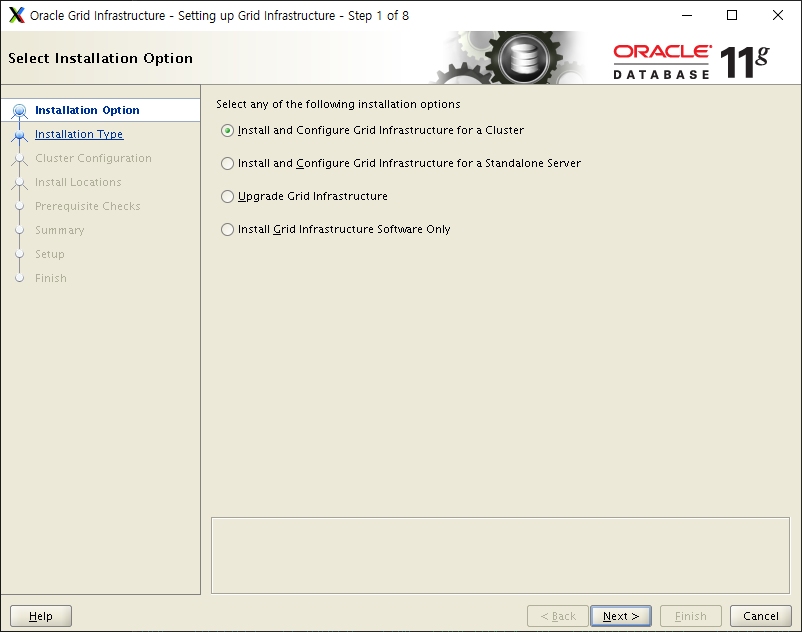 Oracle Grid Infrastructure - Setting up Grid Infrastructure - Step 1 of 8
Select Installation Option
ORACLE
DATABASE
11g
Installation Option
Installation Type
Cluster Configuration
Install Locations
Prerequisite Checks
Summary
Setup
Finish
Select any of the following installation options
Install and Configure Grid Infrastructure for a Cluster
Install and Configure Grid Infrastructure for a Standalone Server
Upgrade Grid Infrastructure
Install Grid Infrastructure Software Only
Help
< Back
Next >
Finish
Cancel